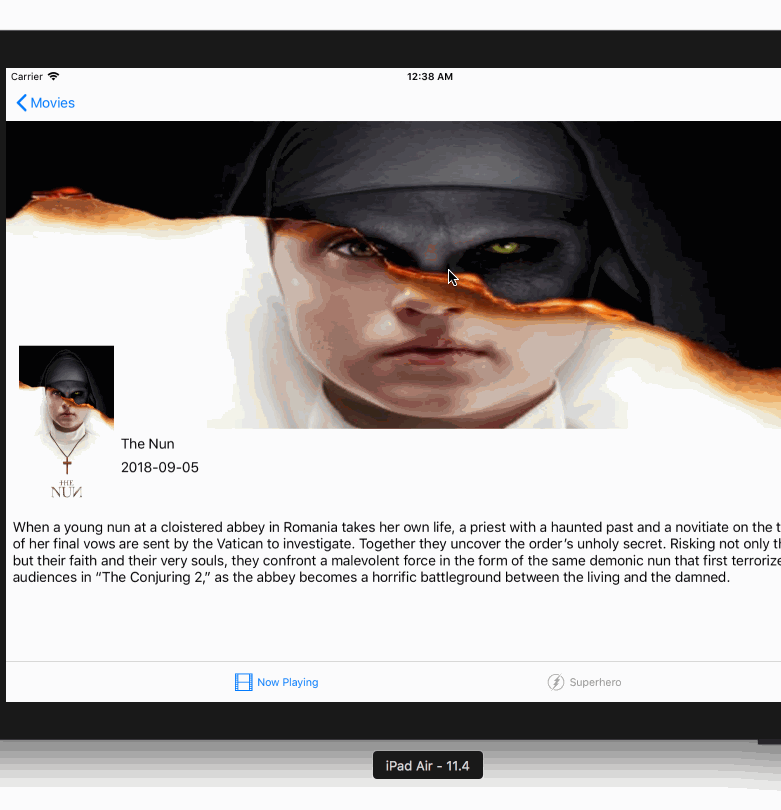 Carrier
12:38 AM
Movies
THE
NUN
The Nun
2018-09-05
When a young nun at a cloistered abbey in Romania takes her own life, a priest with a haunted past and a novitiate on the t
of her final vows are sent by the Vatican to investigate. Together they uncover the order's unholy secret. Risking not only th
but their faith and their very souls, they confront a malevolent force in the form of the same demonic nun that first terrorize
audiences in “The Conjuring 2,” as the abbey becomes a horrific battleground between the living and the damned.
Now Playing
Superhero
iPad Air - 11.4